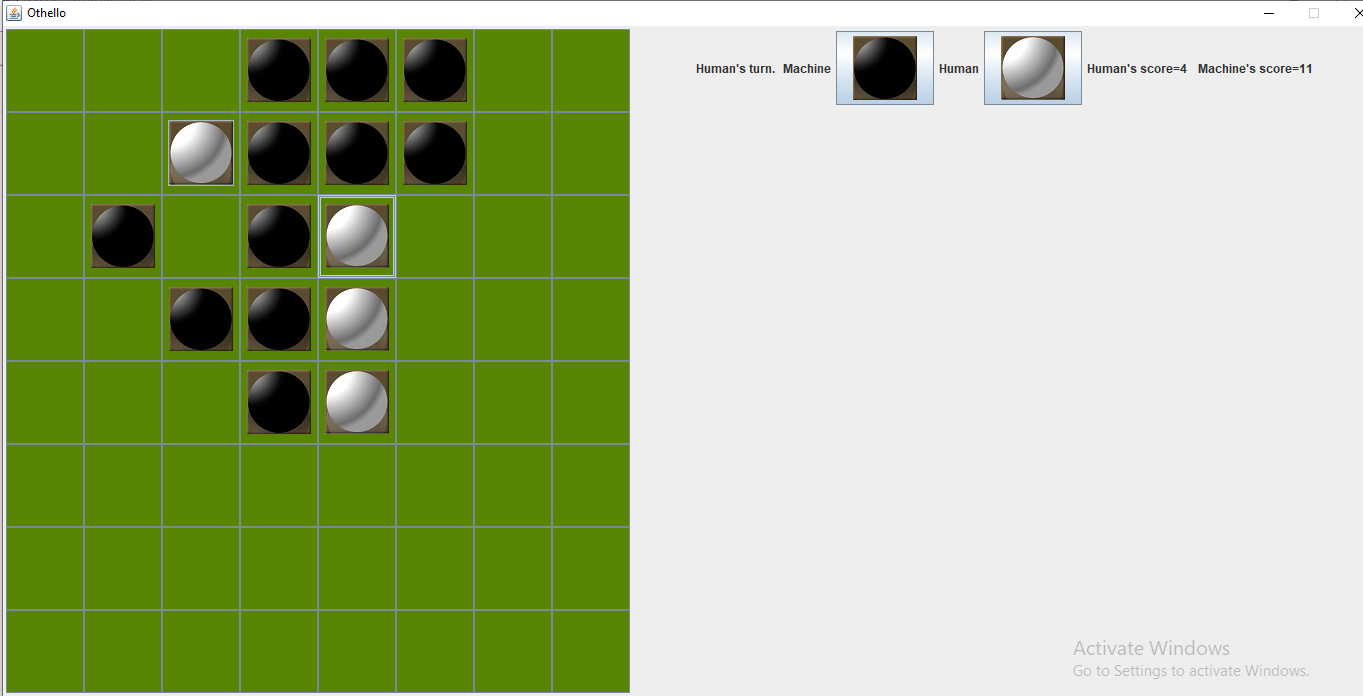 Othello
Human's turn. Machine Human Human's score=4 Machine's score=11
Activate Windows
Go to Settings to activate Windows.